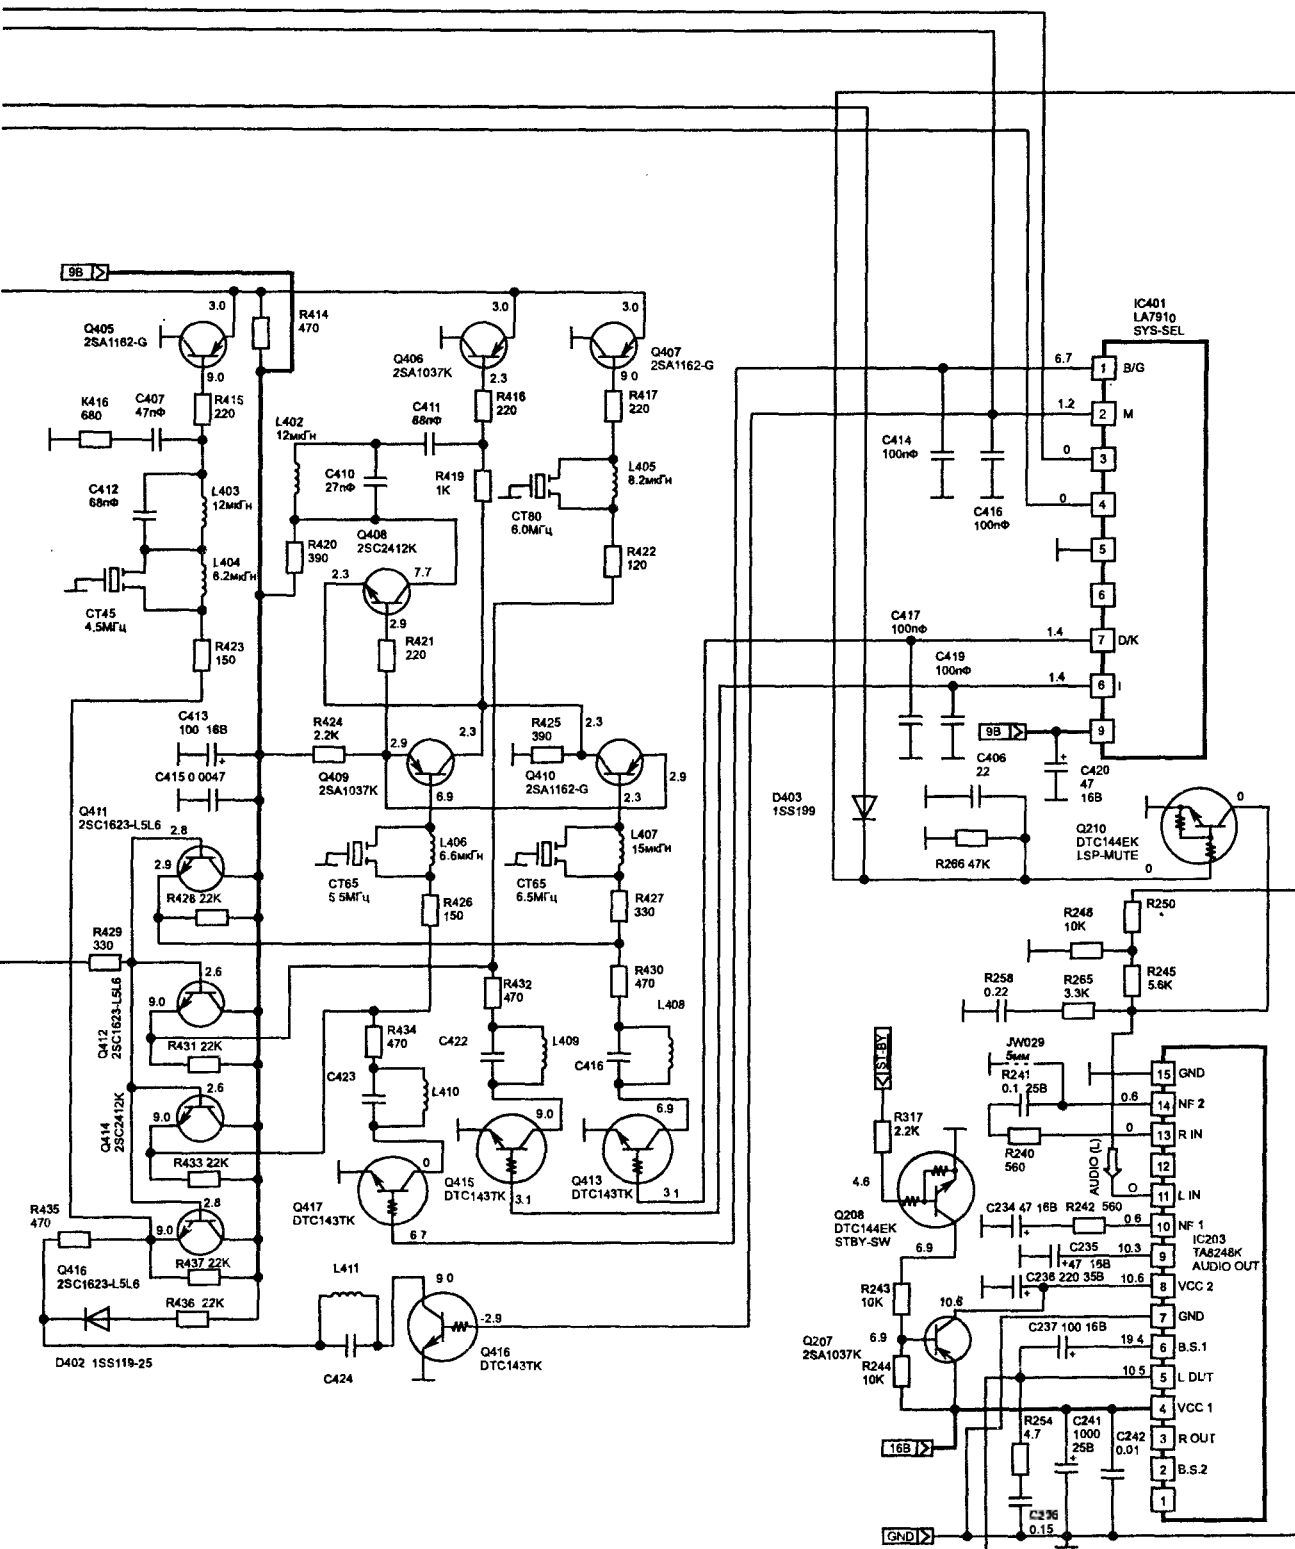 9В
3.0
Q405
2SA1162-G
9.0
R414
470
3.0
Q406
2SA1037K
2.3
3.0
Q407
2SA1162-G
9 0
IC401
LA7910
SYS-SEL
6.7
1
B/G
1.2
2
M
0
3
0
4
5
6
1.4
7
D/K
1.4
6
I
9В
9
K416
680
C407
47пФ
R415
220
L402
12мкГн
C411
68пФ
R416
220
R417
220
C414
100пФ
C416
100пФ
C412
68пФ
L403
12мкГн
C410
27пФ
R419
1K
L405
8.2мкГн
CT80
6.0МГц
Q408
2SC2412K
R420
390
R422
120
L404
6.2мкГн
CT45
4.5МГц
2.3
7.7
2.9
R421
220
C417
100пФ
C419
100пФ
R423
150
C413
100 16В
C415 0 0047
R424
2.2K
2.9
Q409
2SA1037K
2.3
6.9
R425
390
2.3
Q410
2SA1162-G
2.9
2.3
C406
22
C420
47
16В
D403
1SS199
R266 47K
Q210
DTC144EK
LSP-MUTE
0
0
Q411
2SC1623-L5L6
2.8
2.9
R428 22K
L406
6.6мкГн
CT65
5 5МГц
R426
150
L407
15мкГн
CT65
6.5МГц
R427
330
R429
330
2.6
9.0
Q412
2SC1623-L5L6
R431 22K
R432
470
R430
470
L408
R434
470
C422
L409
C416
C423
L410
R248
10K
R250
R258
0.22
R265
3.3K
R245
5.6K
ST-BY
JW029
5мм
R241
0.1 25В
R240
560
AUDIO (L)
15
GND
0.6
14
NF 2
0
13
R IN
12
O
11
L IN
2.6
9.0
Q414
2SC2412K
R433 22K
0
Q417
DTC143TK
6 7
9.0
Q415
DTC143TK
3.1
6.9
Q413
DTC143TK
3 1
R317
2.2K
4.6
Q208
DTC144EK
STBY-SW
6.9
C234 47 16В
R242 560
0 6
10
NF 1
IC203
TA8248K
AUDIO OUT
C235
+47 16В
10.3
9
C236 220 35В
10.6
8
VCC 2
R435
470
9.0
2.8
Q416
2SC1623-L5L6
R437 22K
R436 22K
D402 1SS119-25
L411
9 0
-2.9
Q416
DTC143TK
C424
R243
10K
10.6
6.9
Q207
2SA1037K
R244
10K
7
GND
C237 100 16В
19 4
6
B.S.1
10 5
5
L DUT
4
VCC 1
16В
R254
4.7
C241
1000
25В
C242
0.01
3
R OUT
2
B.S.2
1
0.15
GND